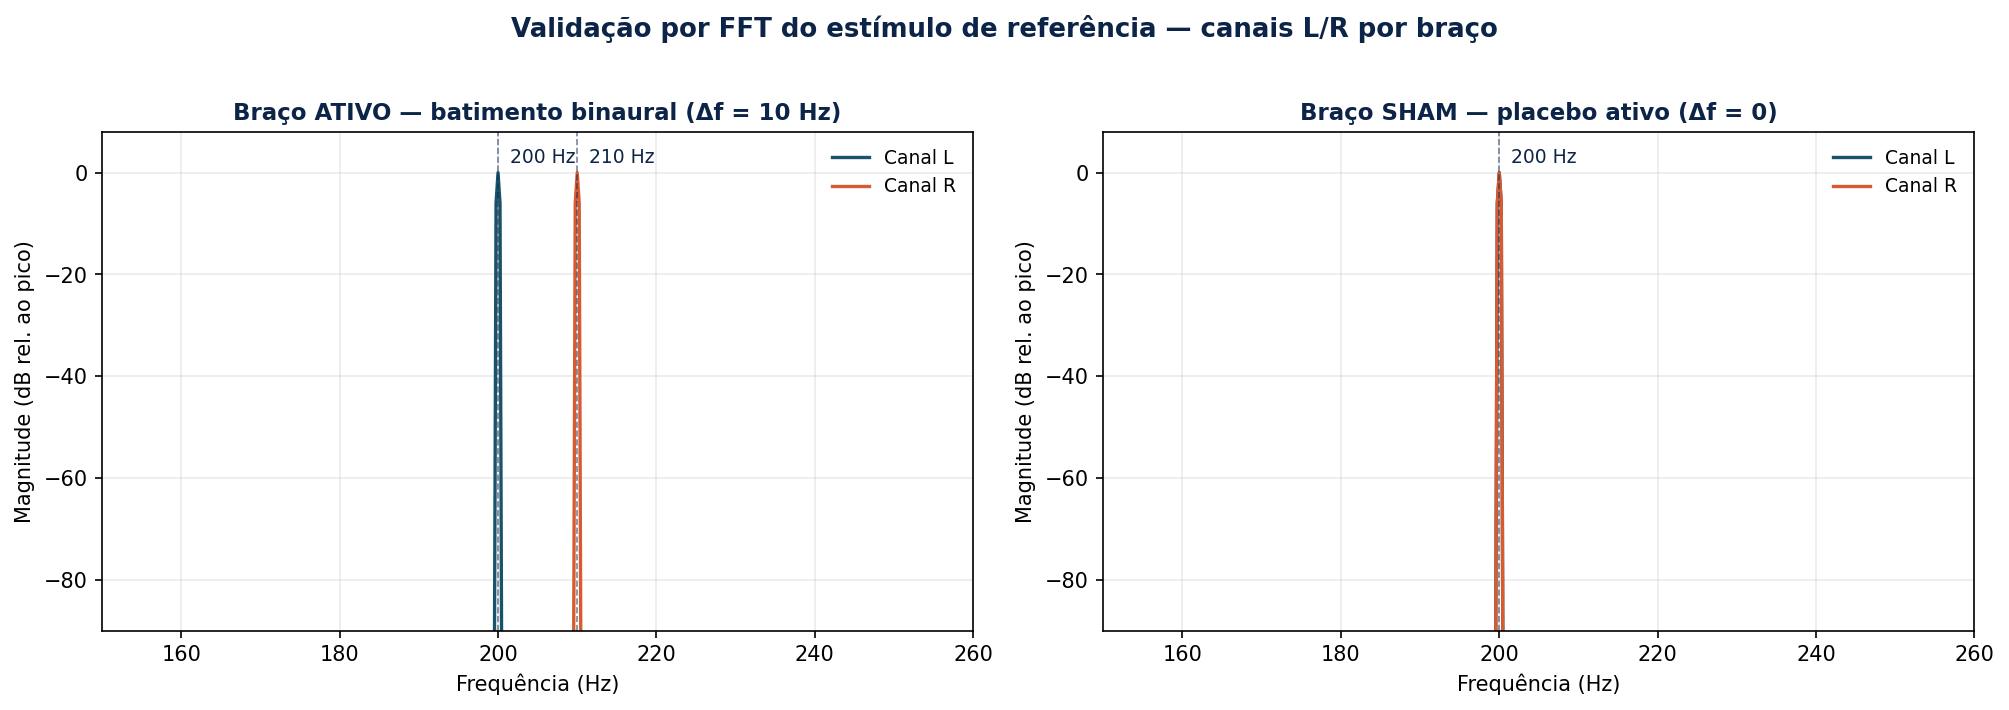 Validação por FFT do estímulo de referência — canais L/R por braço
Braço ATIVO — batimento binaural (Δf = 10 Hz)
200 Hz
210 Hz
Canal L
Canal R
0
−20
−40
−60
−80
Magnitude (dB rel. ao pico)
160
180
200
220
240
260
Frequência (Hz)
Braço SHAM — placebo ativo (Δf = 0)
200 Hz
Canal L
Canal R
0
−20
−40
−60
−80
Magnitude (dB rel. ao pico)
160
180
200
220
240
260
Frequência (Hz)